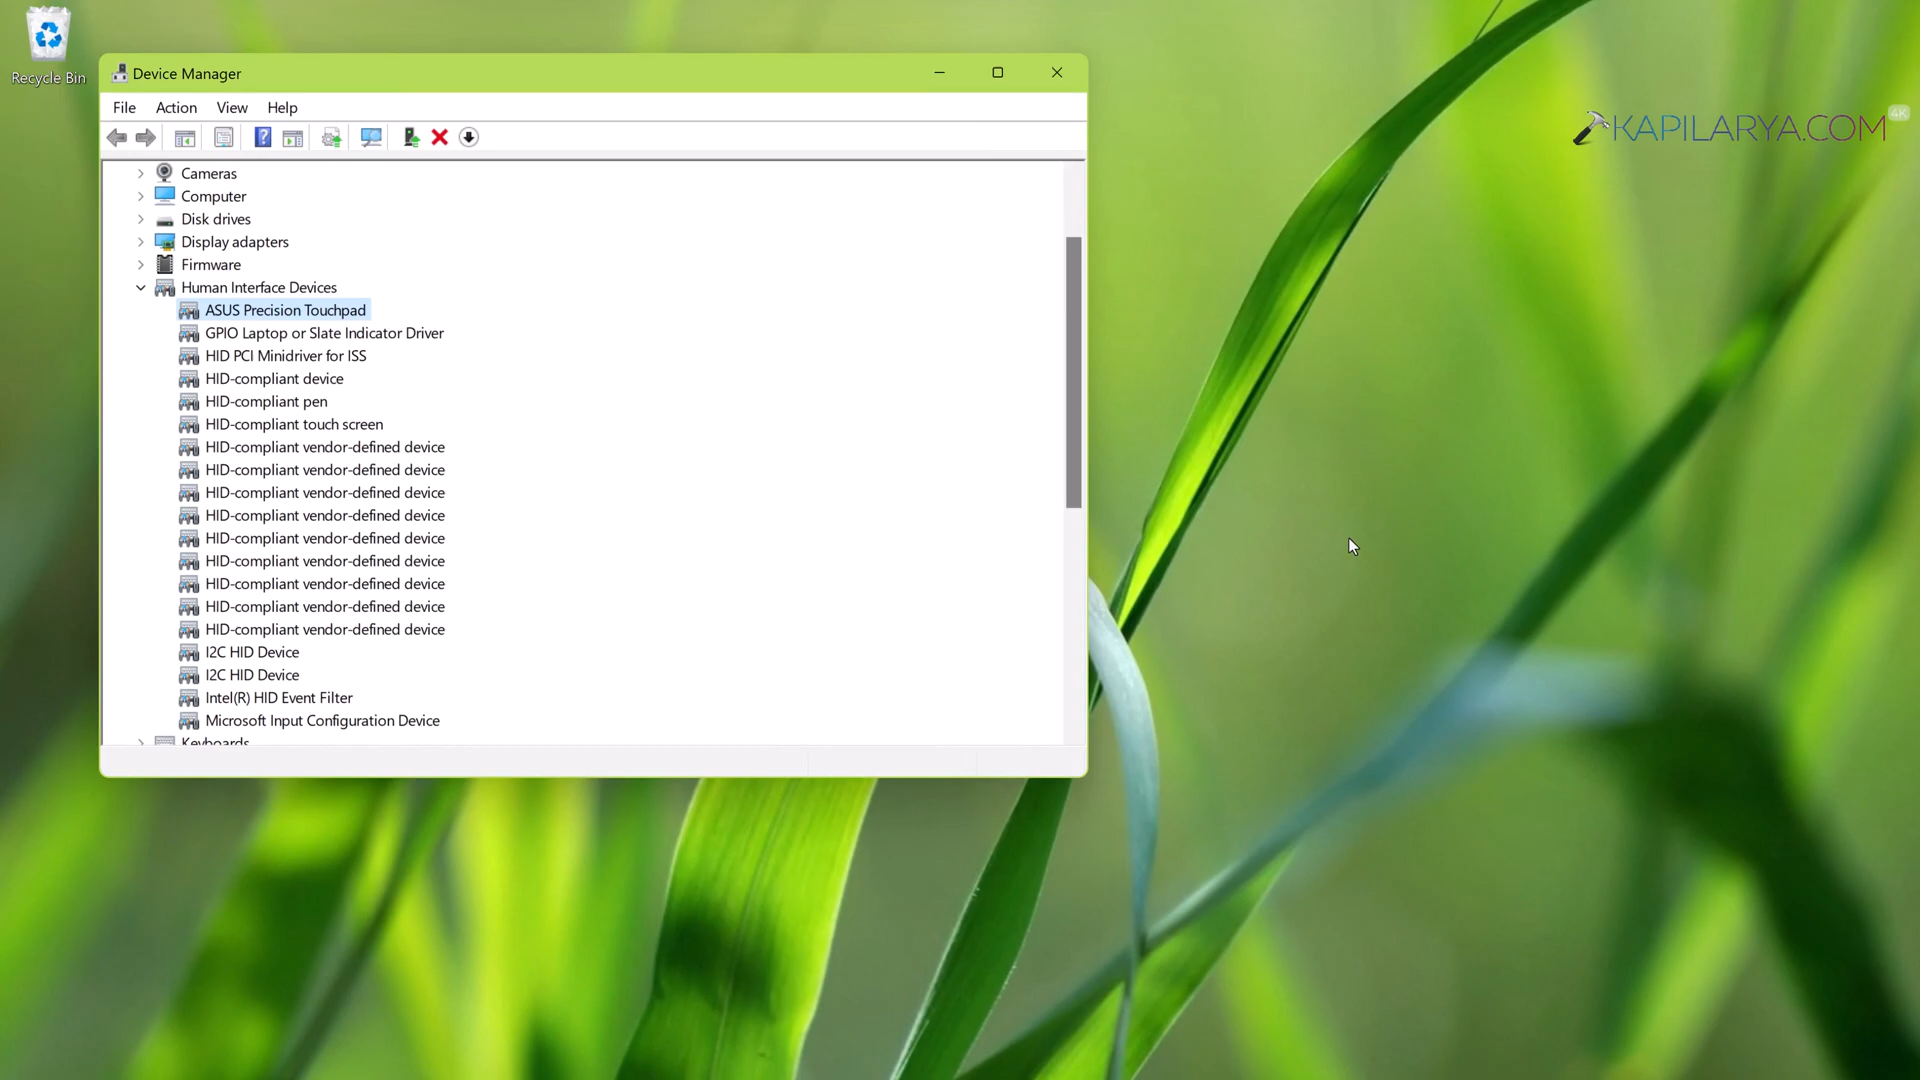 Recycle Bin
Device Manager
File Action View Help
KAPILARYA.COM
4K
Cameras
Computer
Disk drives
Display adapters
Firmware
Human Interface Devices
ASUS Precision Touchpad
GPIO Laptop or Slate Indicator Driver
HID PCI Minidriver for ISS
HID-compliant device
HID-compliant pen
HID-compliant touch screen
HID-compliant vendor-defined device
HID-compliant vendor-defined device
HID-compliant vendor-defined device
HID-compliant vendor-defined device
HID-compliant vendor-defined device
HID-compliant vendor-defined device
HID-compliant vendor-defined device
HID-compliant vendor-defined device
HID-compliant vendor-defined device
I2C HID Device
I2C HID Device
Intel(R) HID Event Filter
Microsoft Input Configuration Device
Keyboards